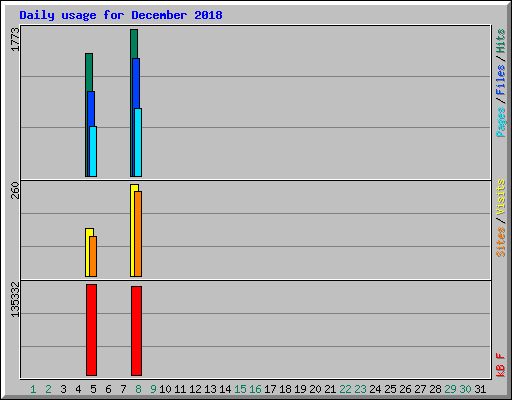 Daily usage for December 2018
1773
260
135332
Pages/Files/Hits
Sites/Visits
kB F
1 2 3 4 5 6 7 8 9 10 11 12 13 14 15 16 17 18 19 20 21 22 23 24 25 26 27 28 29 30 31